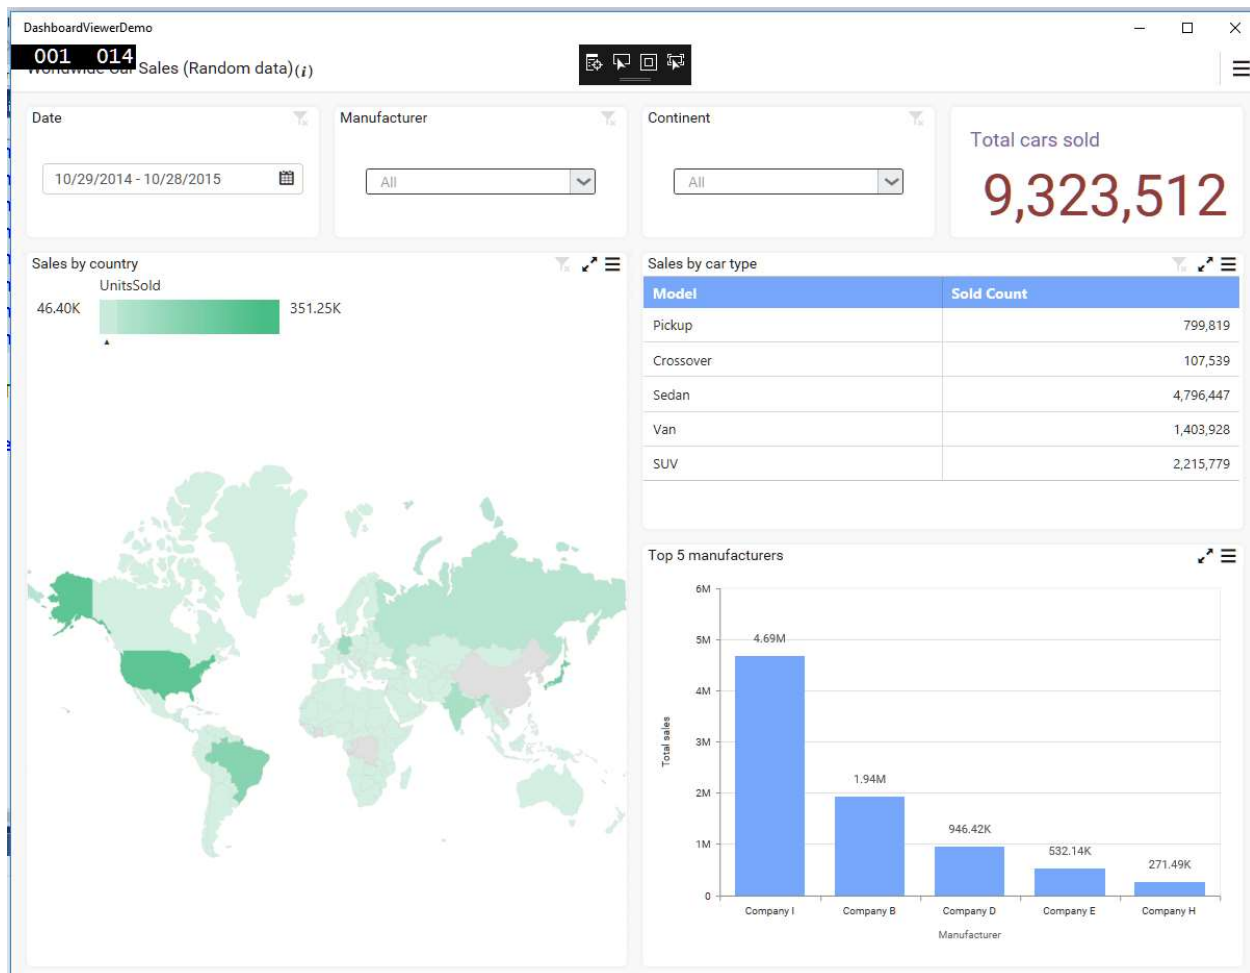 DashboardViewerDemo
001 014
Worldwide Car Sales (Random data)(i)
Date
10/29/2014 - 10/28/2015
Manufacturer
All
Continent
All
Total cars sold
9,323,512
Sales by country
UnitsSold
46.40K 351.25K
Sales by car type
Model Sold Count
Pickup 799,819
Crossover 107,539
Sedan 4,796,447
Van 1,403,928
SUV 2,215,779
Top 5 manufacturers
6M
5M
4M
3M
2M
1M
0
Total sales
4.69M
1.94M
946.42K
532.14K
271.49K
Company I Company B Company D Company E Company H
Manufacturer